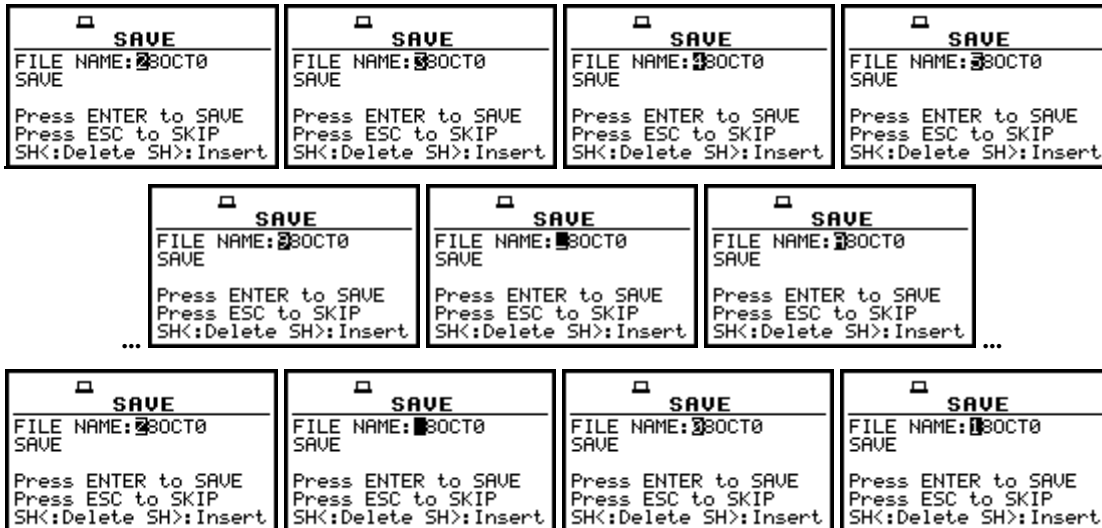 SAVE
FILE NAME:28OCT0
SAVE
Press ENTER to SAVE
Press ESC to SKIP
SH<:Delete SH>:Insert
SAVE
FILE NAME:38OCT0
SAVE
Press ENTER to SAVE
Press ESC to SKIP
SH<:Delete SH>:Insert
SAVE
FILE NAME:48OCT0
SAVE
Press ENTER to SAVE
Press ESC to SKIP
SH<:Delete SH>:Insert
SAVE
FILE NAME:58OCT0
SAVE
Press ENTER to SAVE
Press ESC to SKIP
SH<:Delete SH>:Insert
...
SAVE
FILE NAME:98OCT0
SAVE
Press ENTER to SAVE
Press ESC to SKIP
SH<:Delete SH>:Insert
SAVE
FILE NAME:_8OCT0
SAVE
Press ENTER to SAVE
Press ESC to SKIP
SH<:Delete SH>:Insert
SAVE
FILE NAME:A8OCT0
SAVE
Press ENTER to SAVE
Press ESC to SKIP
SH<:Delete SH>:Insert
...
SAVE
FILE NAME:Z8OCT0
SAVE
Press ENTER to SAVE
Press ESC to SKIP
SH<:Delete SH>:Insert
SAVE
FILE NAME: 8OCT0
SAVE
Press ENTER to SAVE
Press ESC to SKIP
SH<:Delete SH>:Insert
SAVE
FILE NAME:08OCT0
SAVE
Press ENTER to SAVE
Press ESC to SKIP
SH<:Delete SH>:Insert
SAVE
FILE NAME:18OCT0
SAVE
Press ENTER to SAVE
Press ESC to SKIP
SH<:Delete SH>:Insert